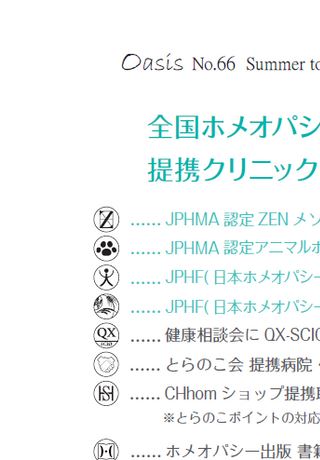 Oasis No.66 Summer to
全国ホメオパシ
提携クリニック
...... JPHMA 認定 ZEN メソ
...... JPHMA 認定アニマルホ
...... JPHF( 日本ホメオパシー
...... JPHF( 日本ホメオパシー
QX SCIO ...... 健康相談会に QX-SCIO
...... とらのこ会 提携病院・
...... CHhom ショップ提携取
※とらのこポイントの対応
...... ホメオパシー出版 書籍